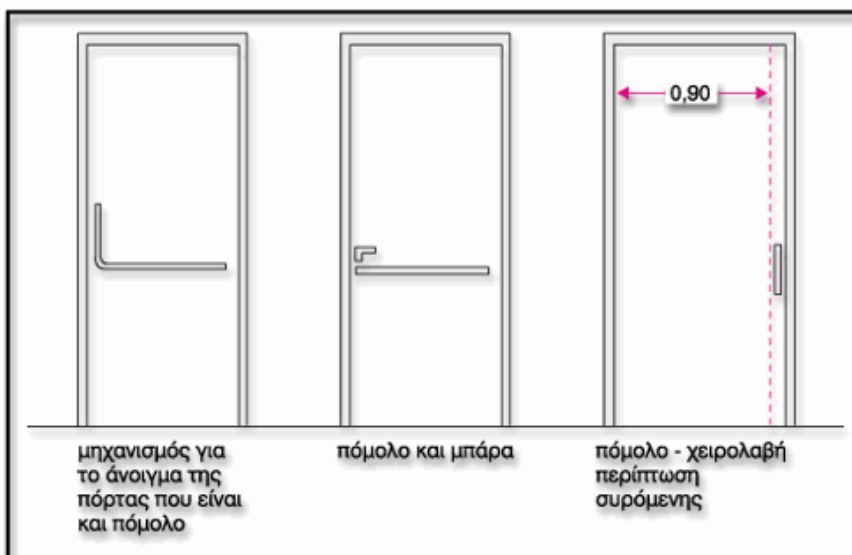 0,90
μηχανισμός για
το άνοιγμα της
πόρτας που είναι
και πόμολο
πόμολο και μπάρα
πόμολο - χειρολαβή
περίπτωση
συρόμενης